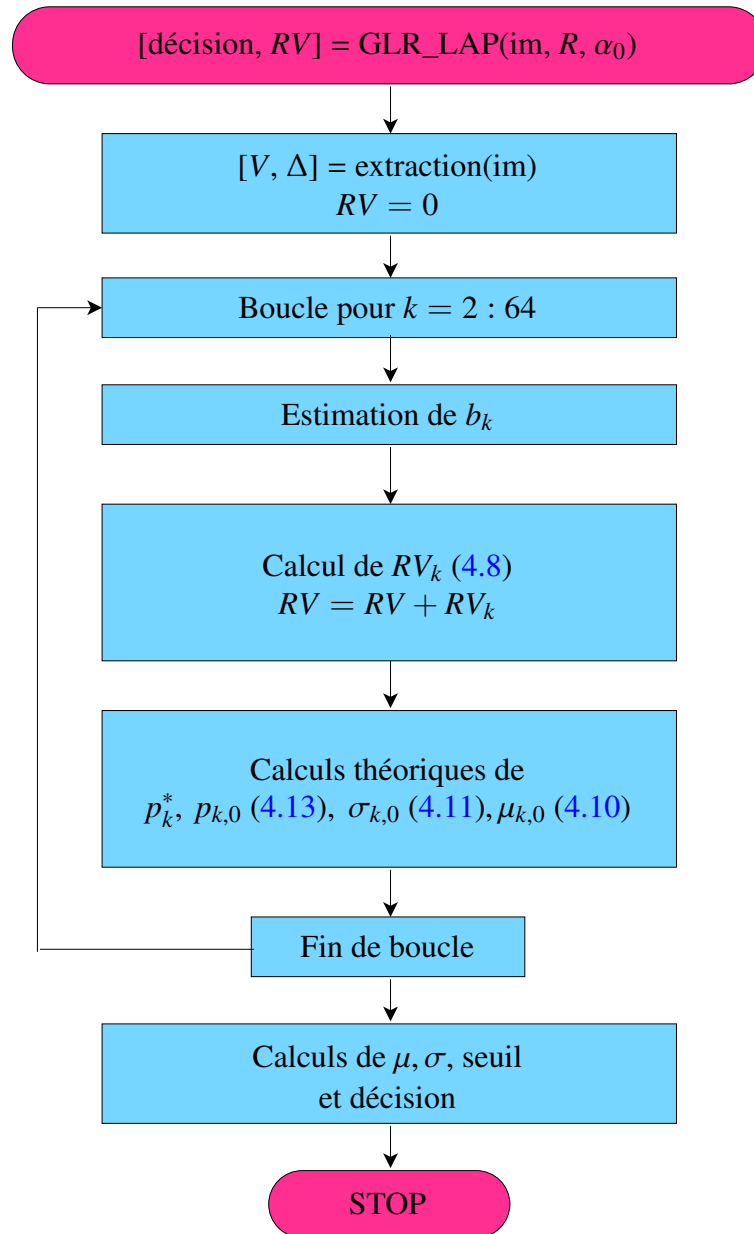 [décision, RV] = GLR_LAP(im, R, α₀)
[V, Δ] = extraction(im)
RV = 0
Boucle pour k = 2 : 64
Estimation de bₖ
Calcul de RVₖ (4.8)
RV = RV + RVₖ
Calculs théoriques de
pₖ*, pₖ,₀ (4.13), σₖ,₀ (4.11), μₖ,₀ (4.10)
Fin de boucle
Calculs de μ, σ, seuil
et décision
STOP